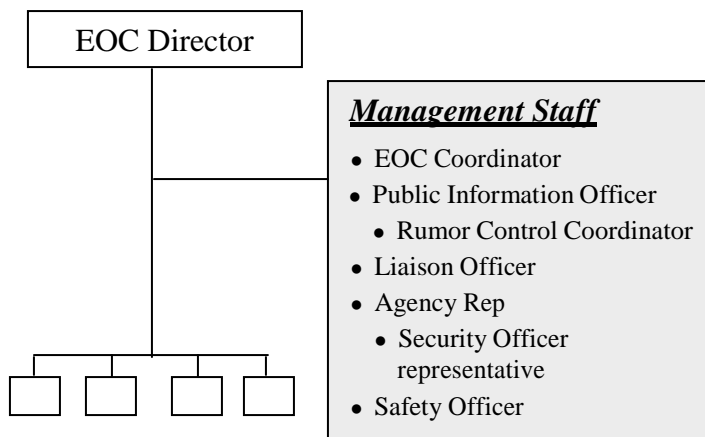 EOC Director
Management Staff
• EOC Coordinator
• Public Information Officer
• Rumor Control Coordinator
• Liaison Officer
• Agency Rep
• Security Officer
representative
• Safety Officer